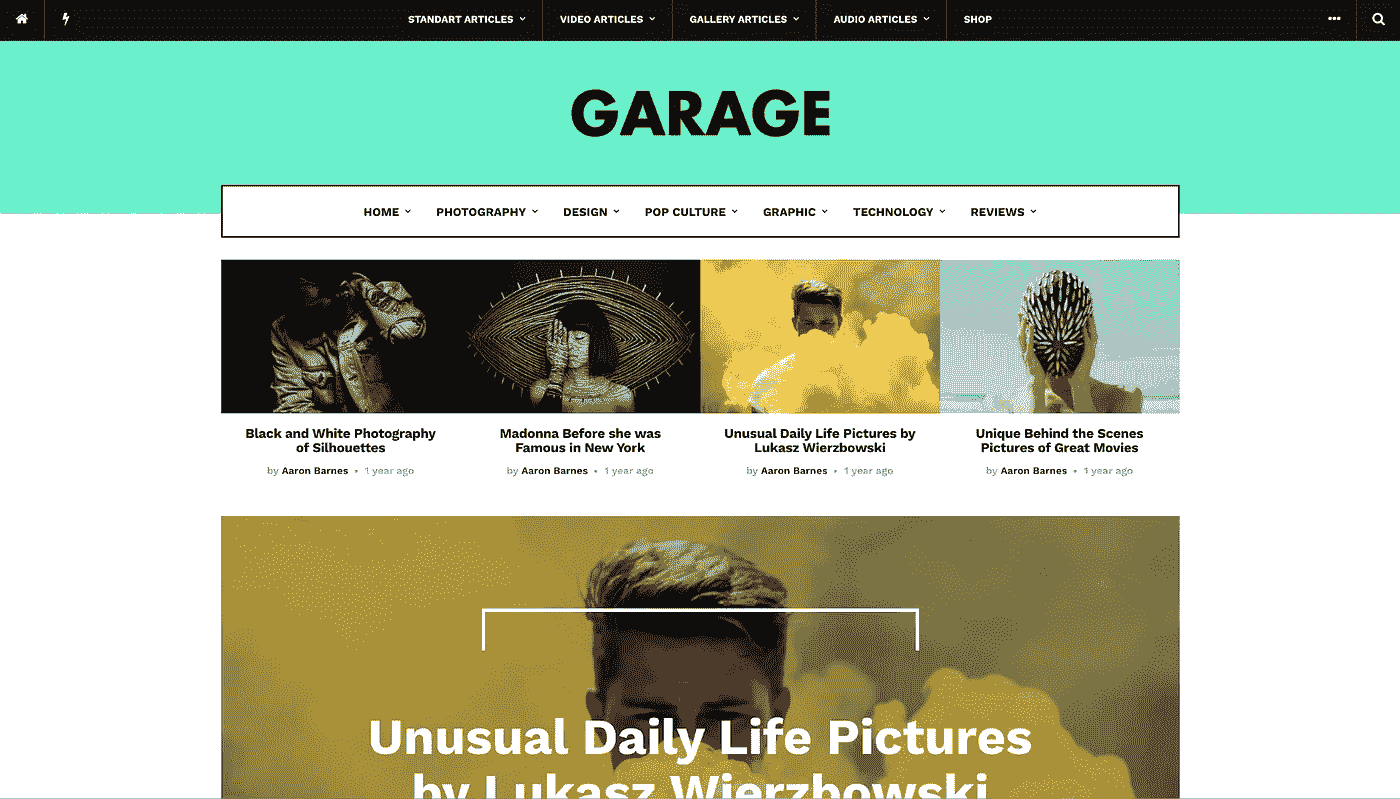 STANDART ARTICLES VIDEO ARTICLES GALLERY ARTICLES AUDIO ARTICLES SHOP
GARAGE
HOME PHOTOGRAPHY DESIGN POP CULTURE GRAPHIC TECHNOLOGY REVIEWS
Black and White Photography
of Silhouettes
by Aaron Barnes • 1 year ago
Madonna Before she was
Famous in New York
by Aaron Barnes • 1 year ago
Unusual Daily Life Pictures by
Lukasz Wierzbowski
by Aaron Barnes • 1 year ago
Unique Behind the Scenes
Pictures of Great Movies
by Aaron Barnes • 1 year ago
Unusual Daily Life Pictures
by Lukasz Wierzbowski